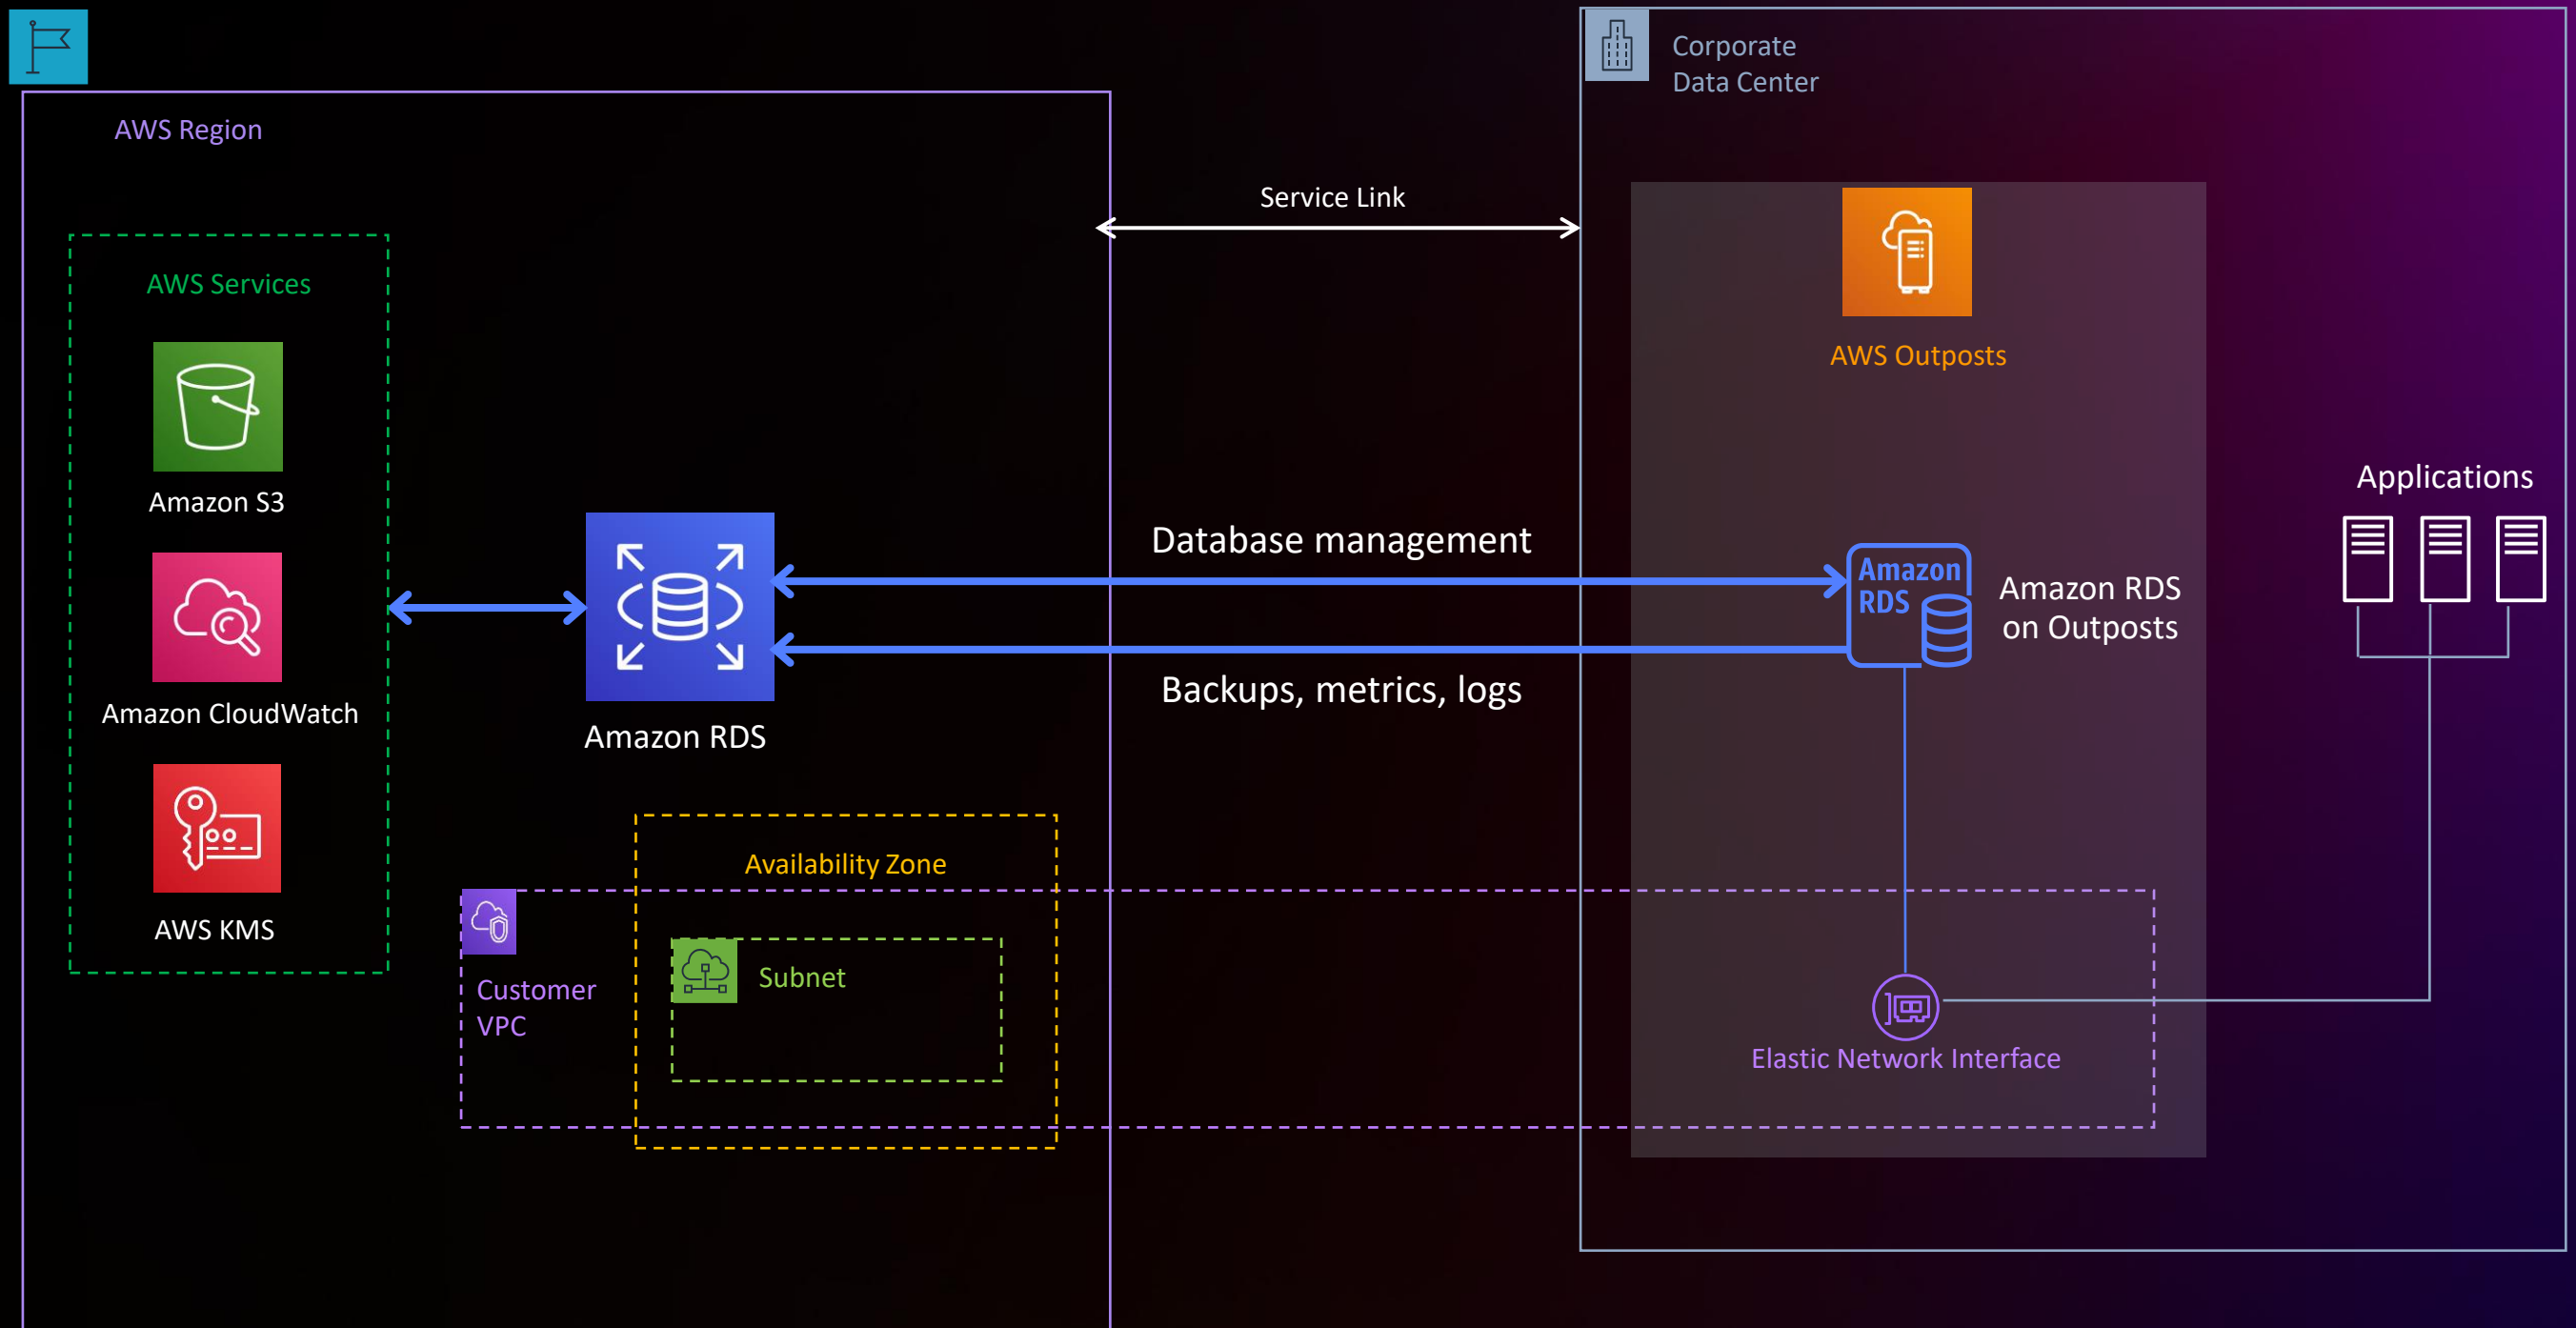 Corporate
Data Center
AWS Region
Service Link
AWS Services
AWS Outposts
Amazon S3
Applications
Database management
Amazon
RDS
Amazon RDS
on Outposts
Backups, metrics, logs
Amazon CloudWatch
Amazon RDS
Availability Zone
AWS KMS
Customer
VPC
Subnet
Elastic Network Interface